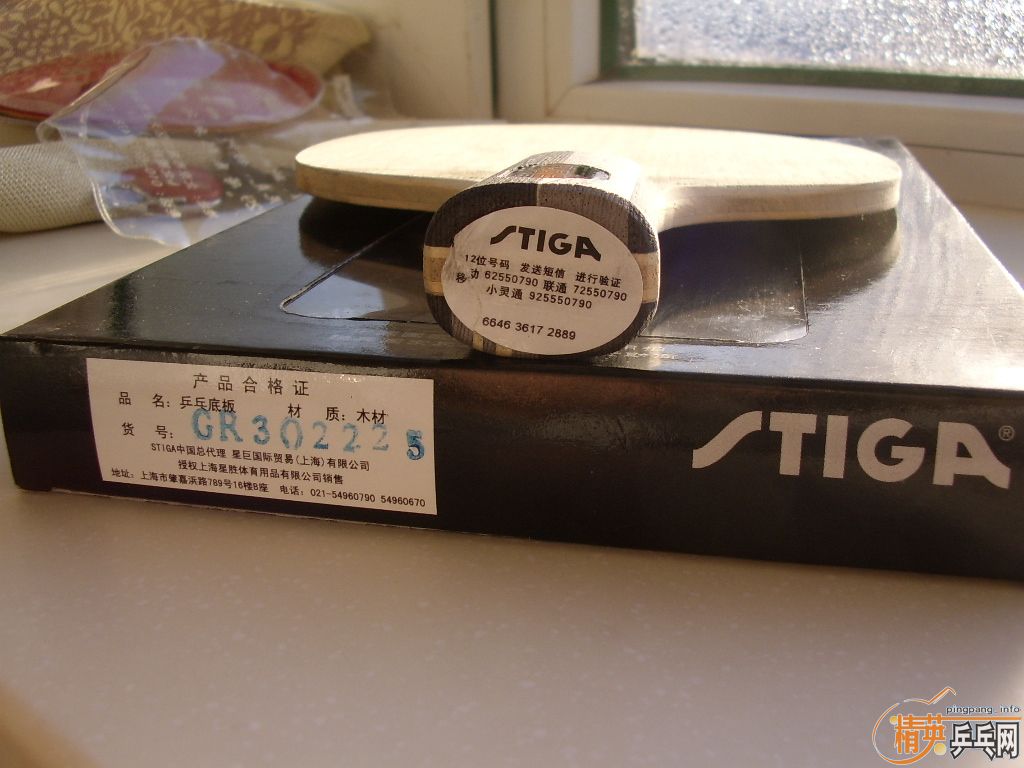 STIGA
12位号码 发送短信 进行验证
移动 62550790 联通 72550790
小灵通 925550790
6646 3617 2889
产品合格证
品 名：乒乓底板 材 质：木材
货 号：GR302225
STIGA中国总代理 星巨国际贸易(上海)有限公司
授权上海星胜体育用品有限公司销售
地址：上海市肇嘉浜路789号16楼B座 电话：021-54960790 54960670
STIGA®
pingpang.info
精英乒乓网